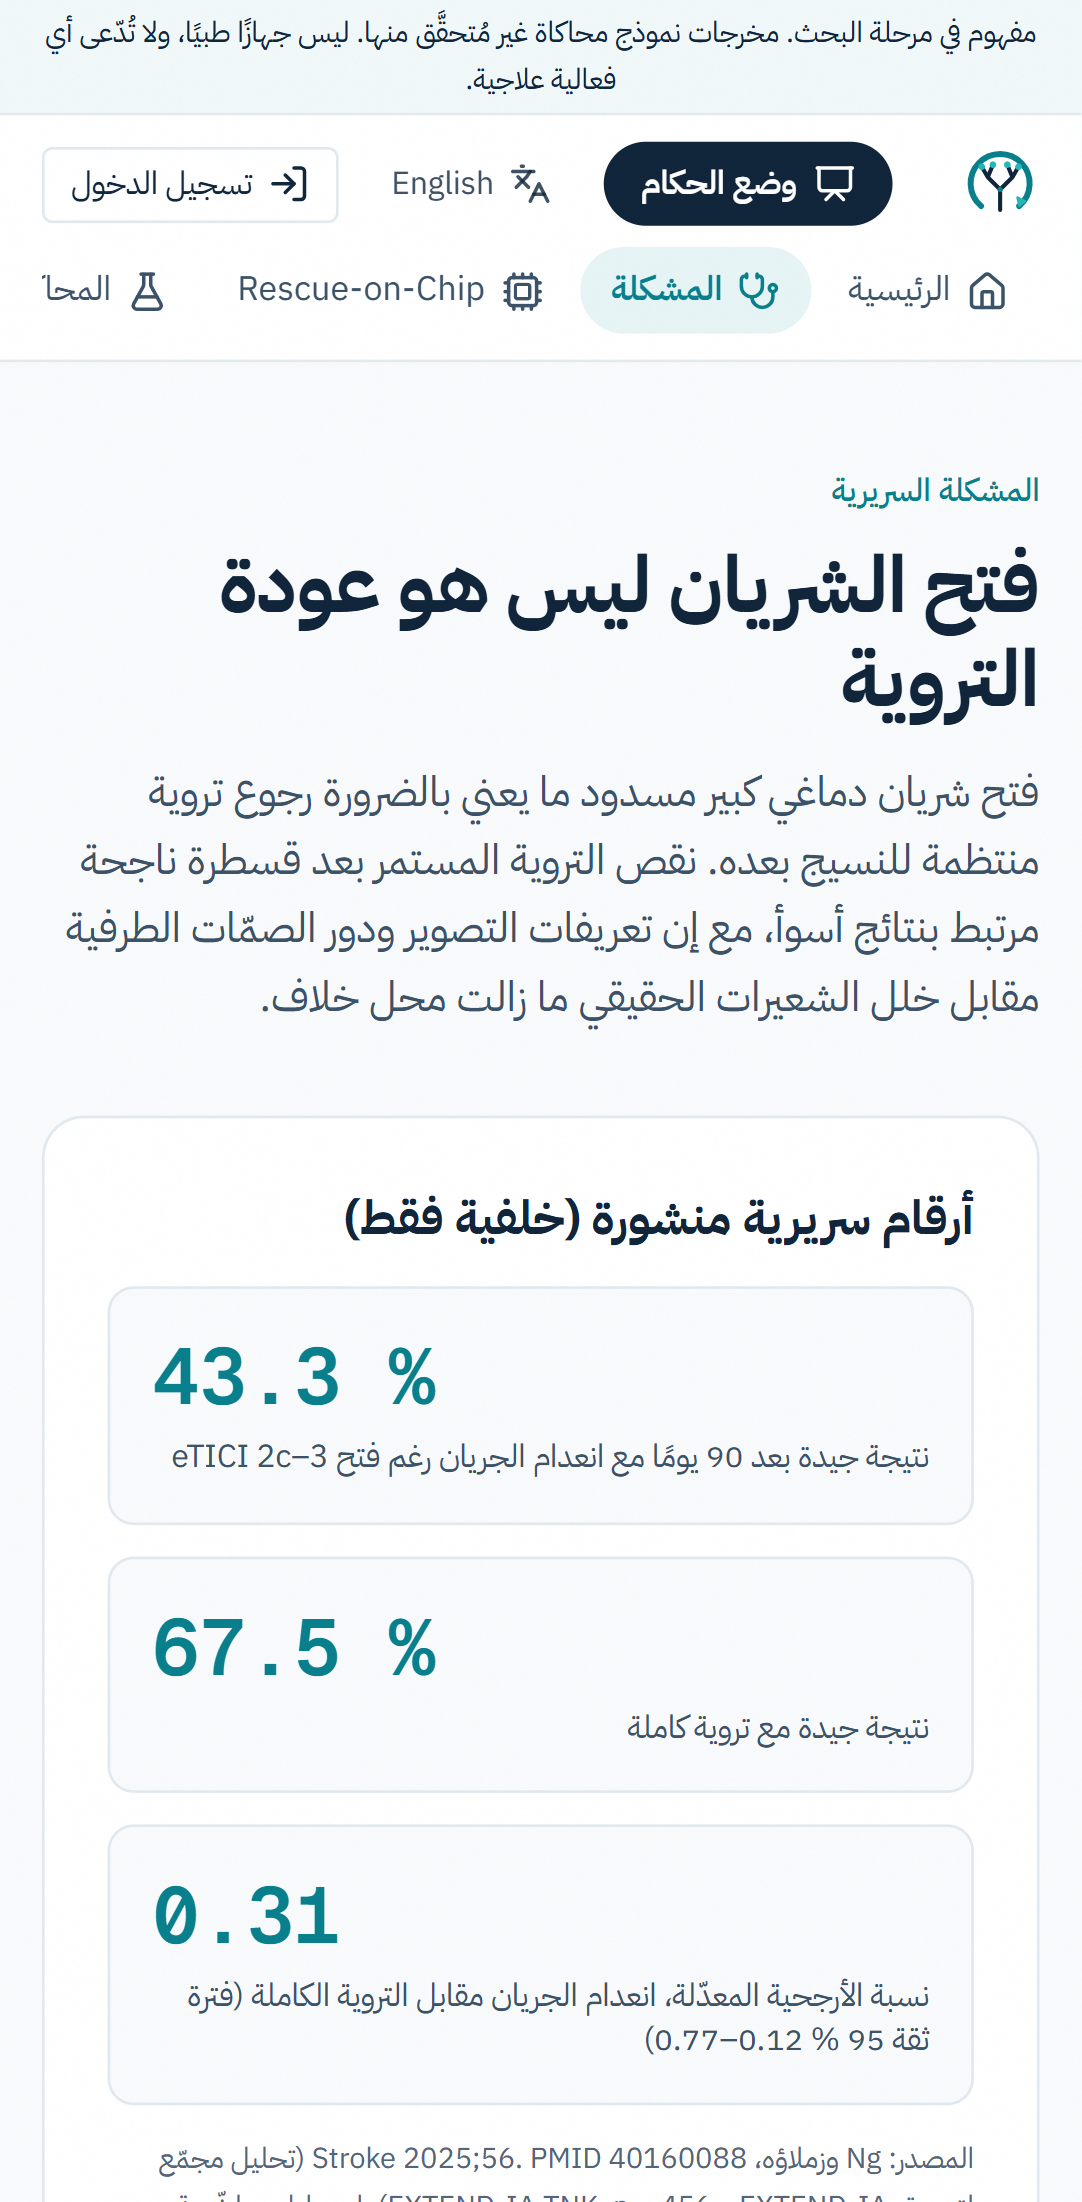 مفهوم في مرحلة البحث. مخرجات نموذج محاكاة غير مُتحقَّق منها. ليس جهازًا طبيًا، ولا تُدّعى أي
فعالية علاجية.
وضع الحكام
English
تسجيل الدخول
الرئيسية
المشكلة
Rescue-on-Chip
المشكلة السريرية
فتح الشريان ليس هو عودة
التروية
فتح شريان دماغي كبير مسدود ما يعني بالضرورة رجوع تروية
منتظمة للنسيج بعده. نقص التروية المستمر بعد قسطرة ناجحة
مرتبط بنتائج أسوأ، مع إن تعريفات التصوير ودور الصمّات الطرفية
مقابل خلل الشعيرات الحقيقي ما زالت محل خلاف.
أرقام سريرية منشورة (خلفية فقط)
43.3 %
نتيجة جيدة بعد 90 يومًا مع انعدام الجريان رغم فتح eTICI 2c–3
67.5 %
نتيجة جيدة مع تروية كاملة
0.31
نسبة الأرجحية المعدّلة، انعدام الجريان مقابل التروية الكاملة (فترة
ثقة 95 % 0.12–0.77)
المصدر: Ng وزملاؤه، Stroke 2025;56. PMID 40160088 (تحليل مجمّع